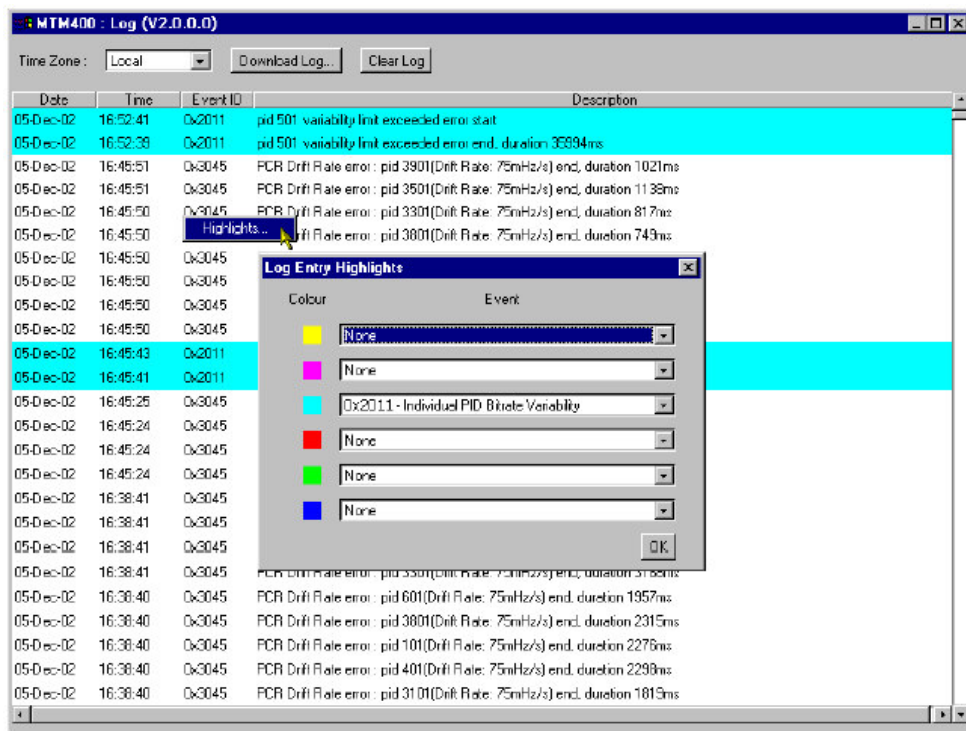 MTM400 : Log (V2.0.0.0)
Time Zone : Local Download Log... Clear Log
Date Time Event ID Description
05-Dec-02 16:52:41 0x2011 pid 501 variability limit exceeded error start
05-Dec-02 16:52:39 0x2011 pid 501 variability limit exceeded error end, duration 35994ms
05-Dec-02 16:45:51 0x3045 PCR Drift Rate error : pid 3901(Drift Rate: 75mHz/s) end, duration 1021ms
05-Dec-02 16:45:51 0x3045 PCR Drift Rate error : pid 3501(Drift Rate: 75mHz/s) end, duration 1138ms
05-Dec-02 16:45:50 0x3045 PCR Drift Rate error : pid 3301(Drift Rate: 75mHz/s) end, duration 817ms
05-Dec-02 16:45:50 Highlights... Drift Rate error : pid 3801(Drift Rate: 75mHz/s) end, duration 749ms
05-Dec-02 16:45:50 0x3045
05-Dec-02 16:45:50 0x3045
05-Dec-02 16:45:50 0x3045
05-Dec-02 16:45:50 0x3045
05-Dec-02 16:45:43 0x2011
05-Dec-02 16:45:41 0x2011
05-Dec-02 16:45:25 0x3045
05-Dec-02 16:45:24 0x3045
05-Dec-02 16:45:24 0x3045
05-Dec-02 16:45:24 0x3045
05-Dec-02 16:38:41 0x3045
05-Dec-02 16:38:41 0x3045
05-Dec-02 16:38:41 0x3045
Log Entry Highlights
Colour Event
None
None
0x2011 - Individual PID Bitrate Variability
None
None
None
OK
05-Dec-02 16:38:41 0x3045 PCR Drift Rate error : pid 3301(Drift Rate: 75mHz/s) end, duration
05-Dec-02 16:38:40 0x3045 PCR Drift Rate error : pid 601(Drift Rate: 75mHz/s) end, duration 1957ms
05-Dec-02 16:38:40 0x3045 PCR Drift Rate error : pid 3801(Drift Rate: 75mHz/s) end, duration 2315ms
05-Dec-02 16:38:40 0x3045 PCR Drift Rate error : pid 101(Drift Rate: 75mHz/s) end, duration 2276ms
05-Dec-02 16:38:40 0x3045 PCR Drift Rate error : pid 401(Drift Rate: 75mHz/s) end, duration 2298ms
05-Dec-02 16:38:40 0x3045 PCR Drift Rate error : pid 3101(Drift Rate: 75mHz/s) end, duration 1819ms